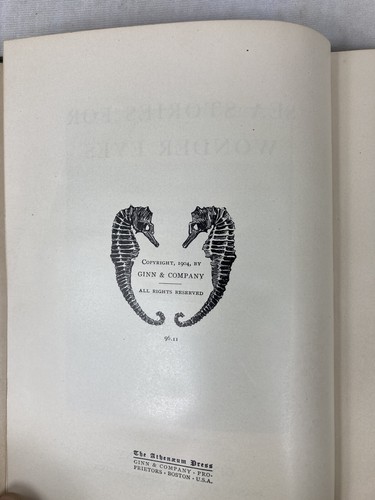 SEA STORIES FOR
WONDER EYES
COPYRIGHT, 1904, BY
GINN & COMPANY
ALL RIGHTS RESERVED
96.11
The Athenæum Press
GINN & COMPANY · PRO-
PRIETORS · BOSTON · U.S.A.